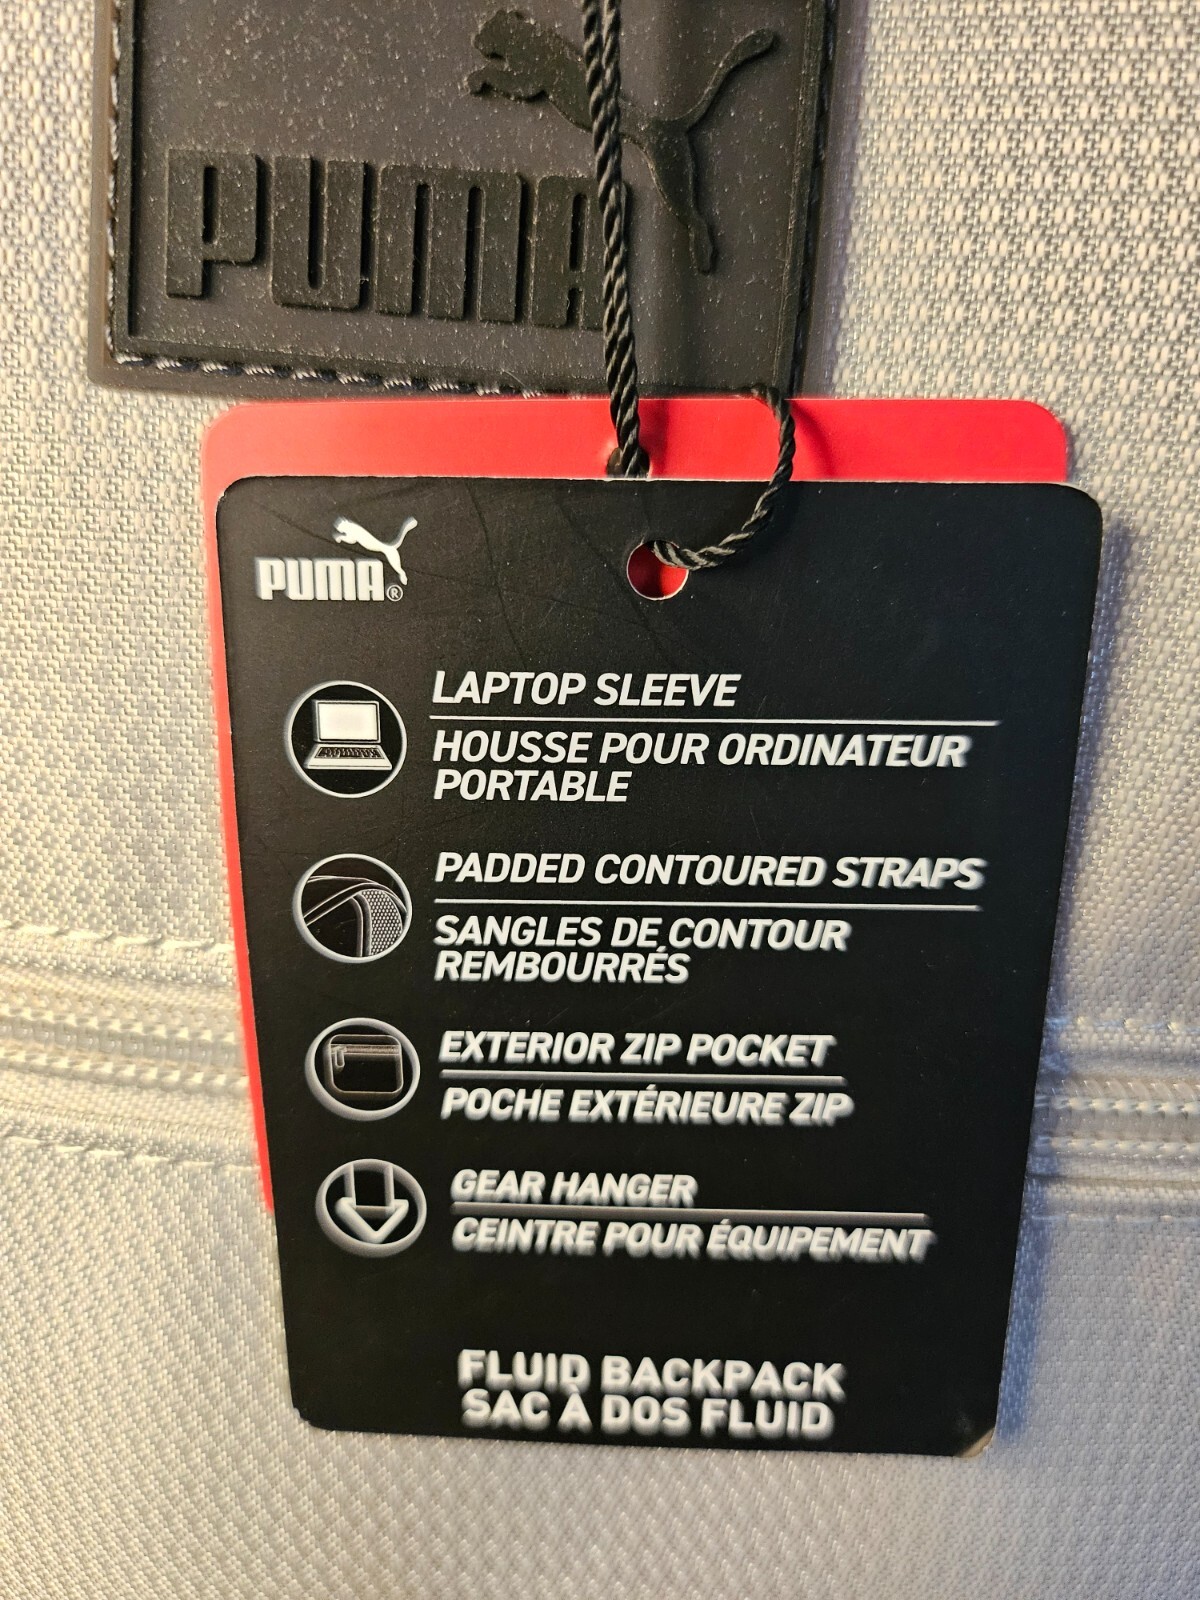 PUMA
PUMA®
LAPTOP SLEEVE
HOUSSE POUR ORDINATEUR
PORTABLE
PADDED CONTOURED STRAPS
SANGLES DE CONTOUR
REMBOURRÉS
EXTERIOR ZIP POCKET
POCHE EXTÉRIEURE ZIP
GEAR HANGER
CEINTRE POUR ÉQUIPEMENT
FLUID BACKPACK
SAC À DOS FLUID